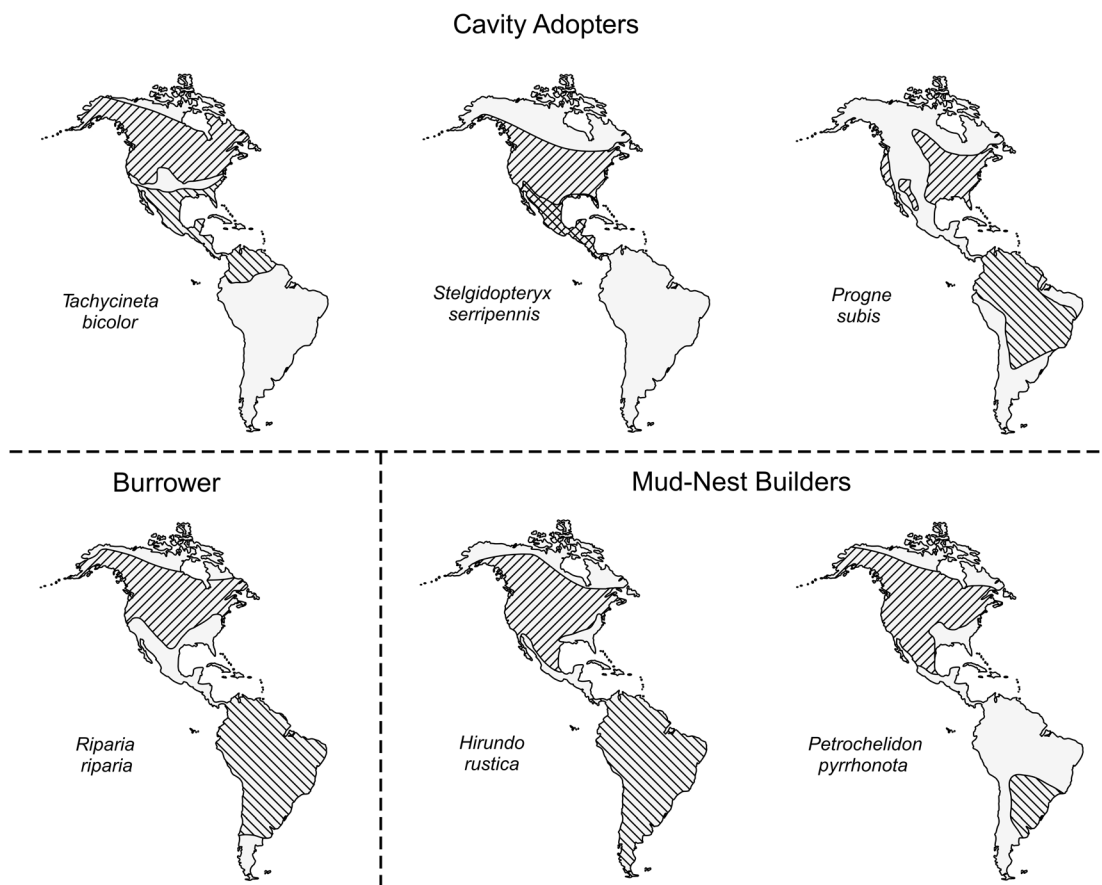 Cavity Adopters
Tachycineta
bicolor
Stelgidopteryx
serripennis
Progne
subis
Burrower
Mud-Nest Builders
Riparia
riparia
Hirundo
rustica
Petrochelidon
pyrrhonota